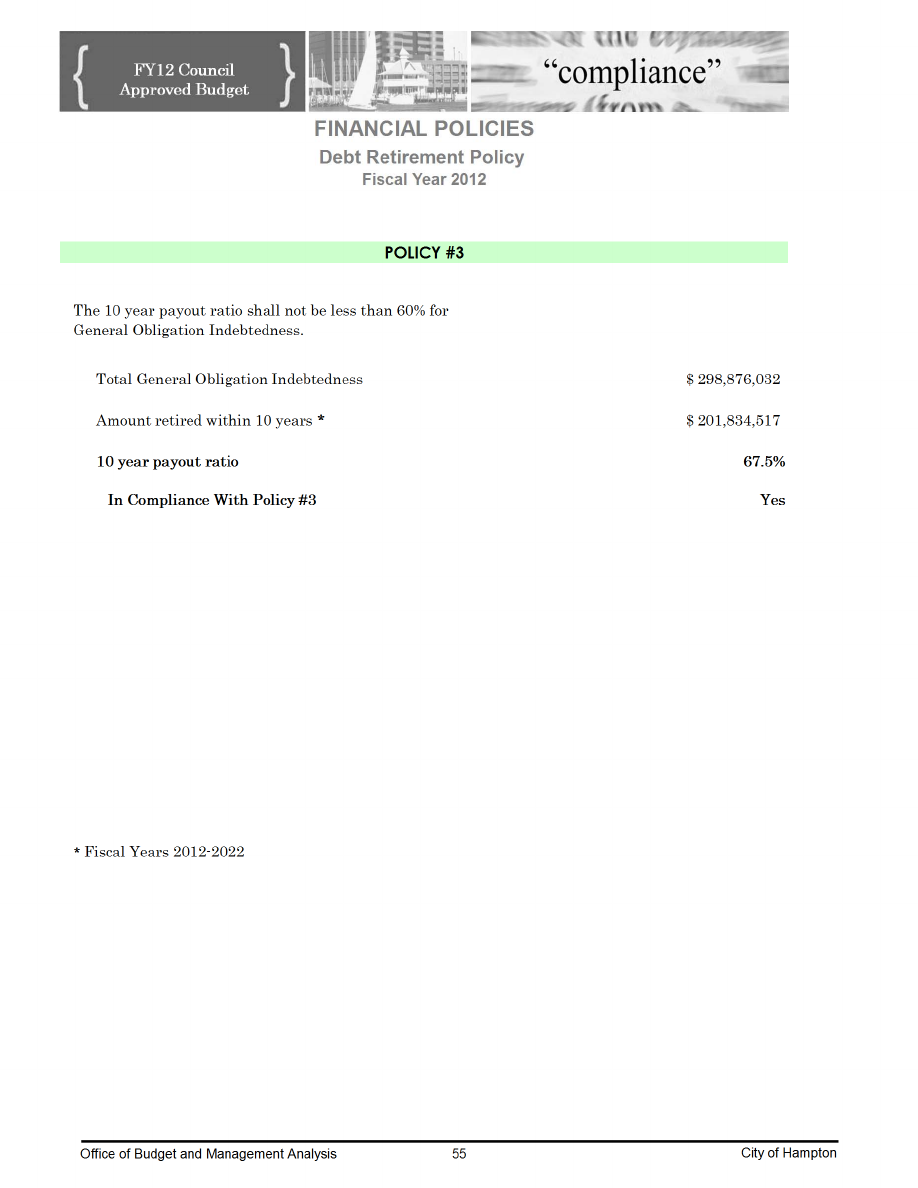 FY12 Council
Approved Budget
“compliance”
FINANCIAL POLICIES
Debt Retirement Policy
Fiscal Year 2012
POLICY #3
The 10 year payout ratio shall not be less than 60% for
General Obligation Indebtedness.
Total General Obligation Indebtedness $ 298,876,032
Amount retired within 10 years * $ 201,834,517
10 year payout ratio 67.5%
In Compliance With Policy #3 Yes
* Fiscal Years 2012-2022
Office of Budget and Management Analysis 55 City of Hampton